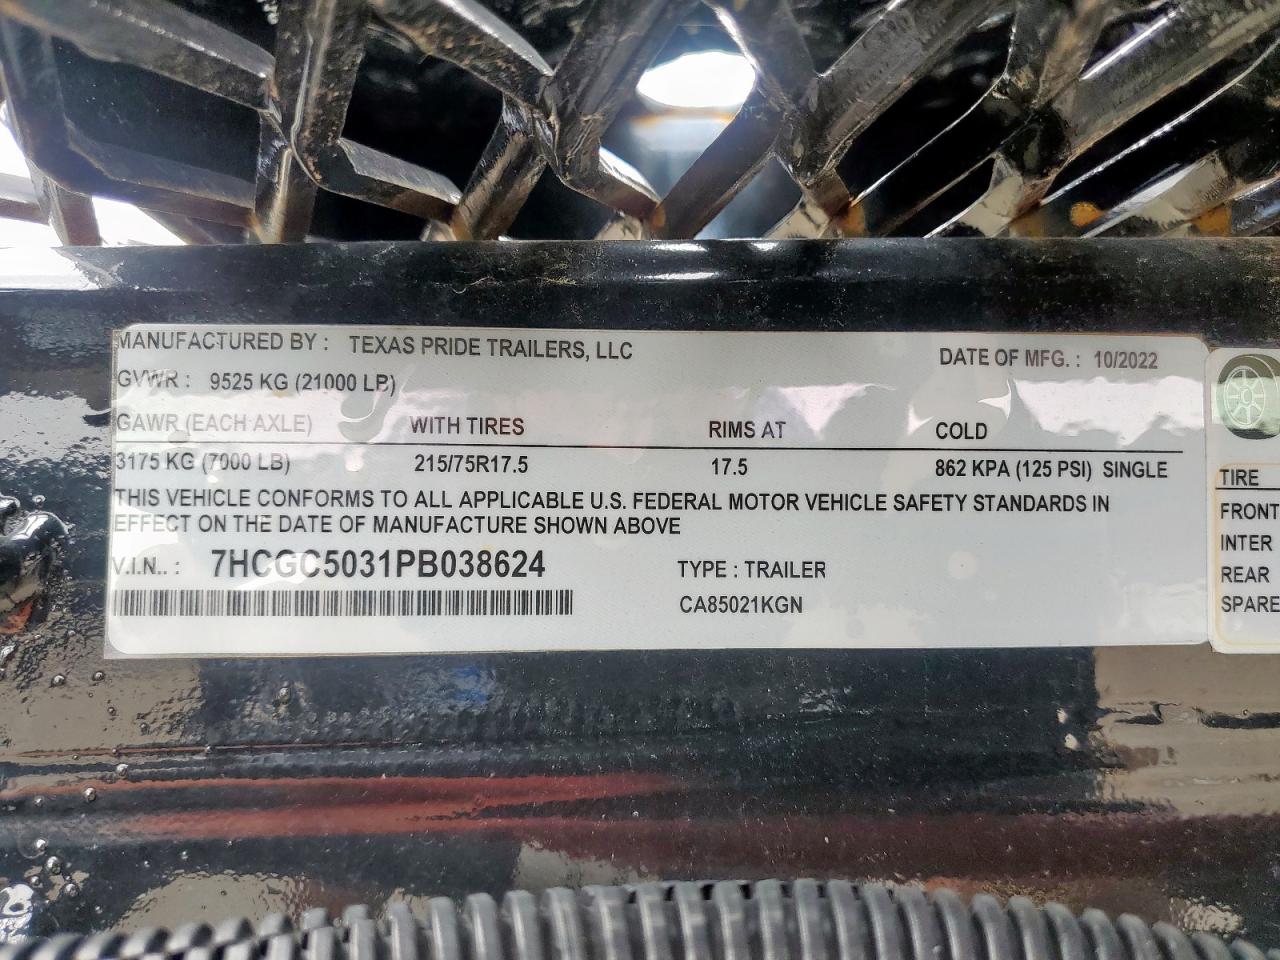 MANUFACTURED BY : TEXAS PRIDE TRAILERS, LLC DATE OF MFG. : 10/2022
GVWR : 9525 KG (21000 LB)
GAWR (EACH AXLE) WITH TIRES RIMS AT COLD
3175 KG (7000 LB) 215/75R17.5 17.5 862 KPA (125 PSI) SINGLE
THIS VEHICLE CONFORMS TO ALL APPLICABLE U.S. FEDERAL MOTOR VEHICLE SAFETY STANDARDS IN
EFFECT ON THE DATE OF MANUFACTURE SHOWN ABOVE
V.I.N.. : 7HCGC5031PB038624 TYPE : TRAILER
CA85021KGN
TIRE
FRONT
INTER
REAR
SPARE